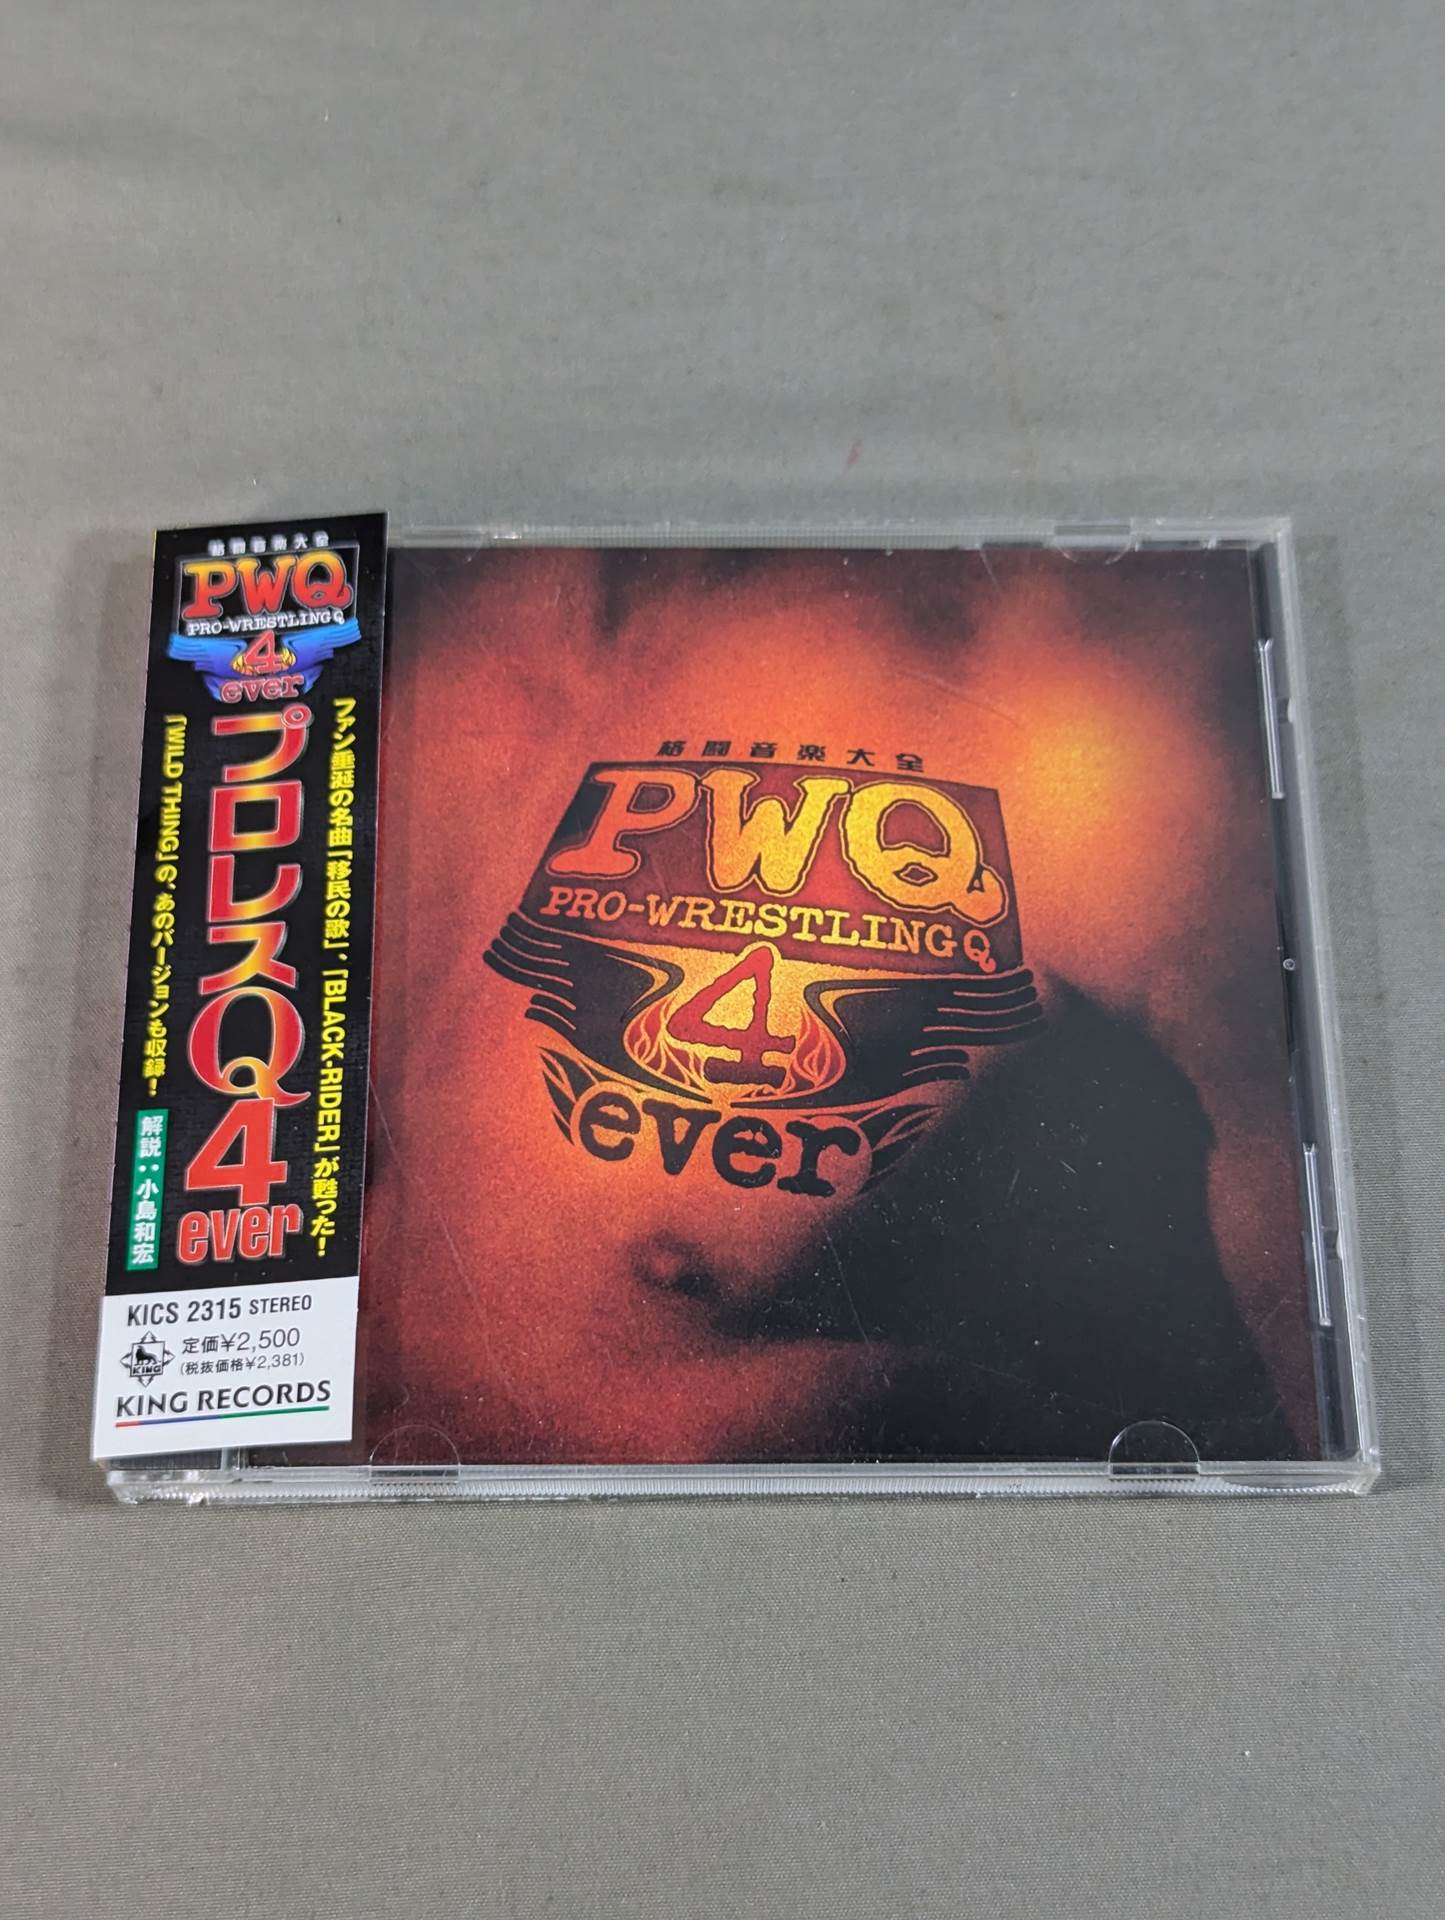 格闘音楽大全
PWQ
PRO-WRESTLING Q
4
ever
ファン垂涎の名曲「移民の歌」、「BLACK・RIDER」が甦った!
プロレスQ4ever
「WILD THING」の、あのバージョンも収録!
解説:小島和宏
KICS 2315 STEREO
定価¥2,500
(税抜価格¥2,381)
KING
KING RECORDS
格闘音楽大全
PWQ
PRO-WRESTLING Q
4
ever